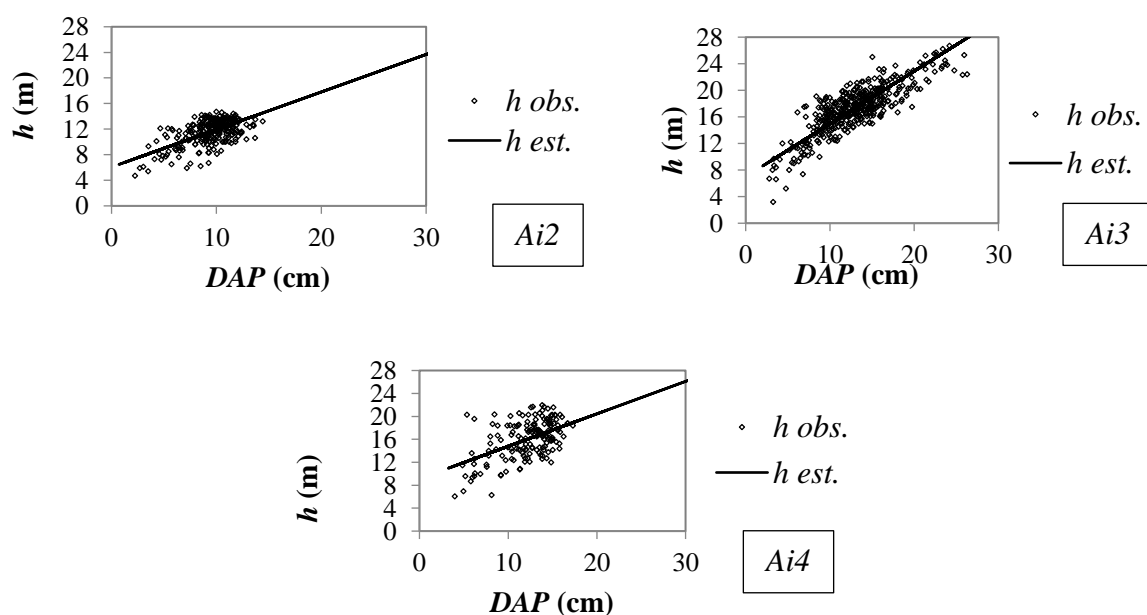 28
24
20
16
12
8
4
0
h (m)
0 10 20 30
DAP (cm)
h obs.
h est.
Ai2
28
24
20
16
12
8
4
0
h (m)
0 10 20 30
DAP (cm)
h obs.
h est.
Ai3
28
24
20
16
12
8
4
0
h (m)
0 10 20 30
DAP (cm)
h obs.
h est.
Ai4